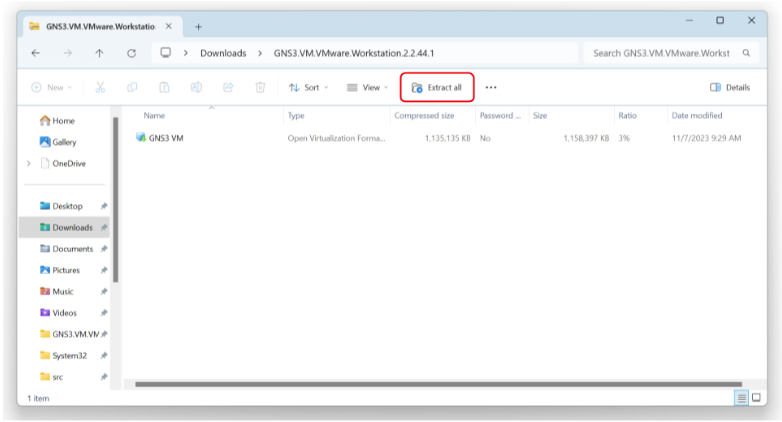 GNS3.VM.VMware.Workstatio
Downloads > GNS3.VM.VMware.Workstation.2.2.44.1
Search GNS3.VM.VMware.Workst
New Sort View Extract all ... Details
Name Type Compressed size Password ... Size Ratio Date modified
GNS3 VM Open Virtualization Forma... 1,135,135 KB No 1,158,397 KB 3% 11/7/2023 9:29 AM
Home
Gallery
OneDrive
Desktop
Downloads
Documents
Pictures
Music
Videos
GNS3.VM.VM
System32
src
1 item